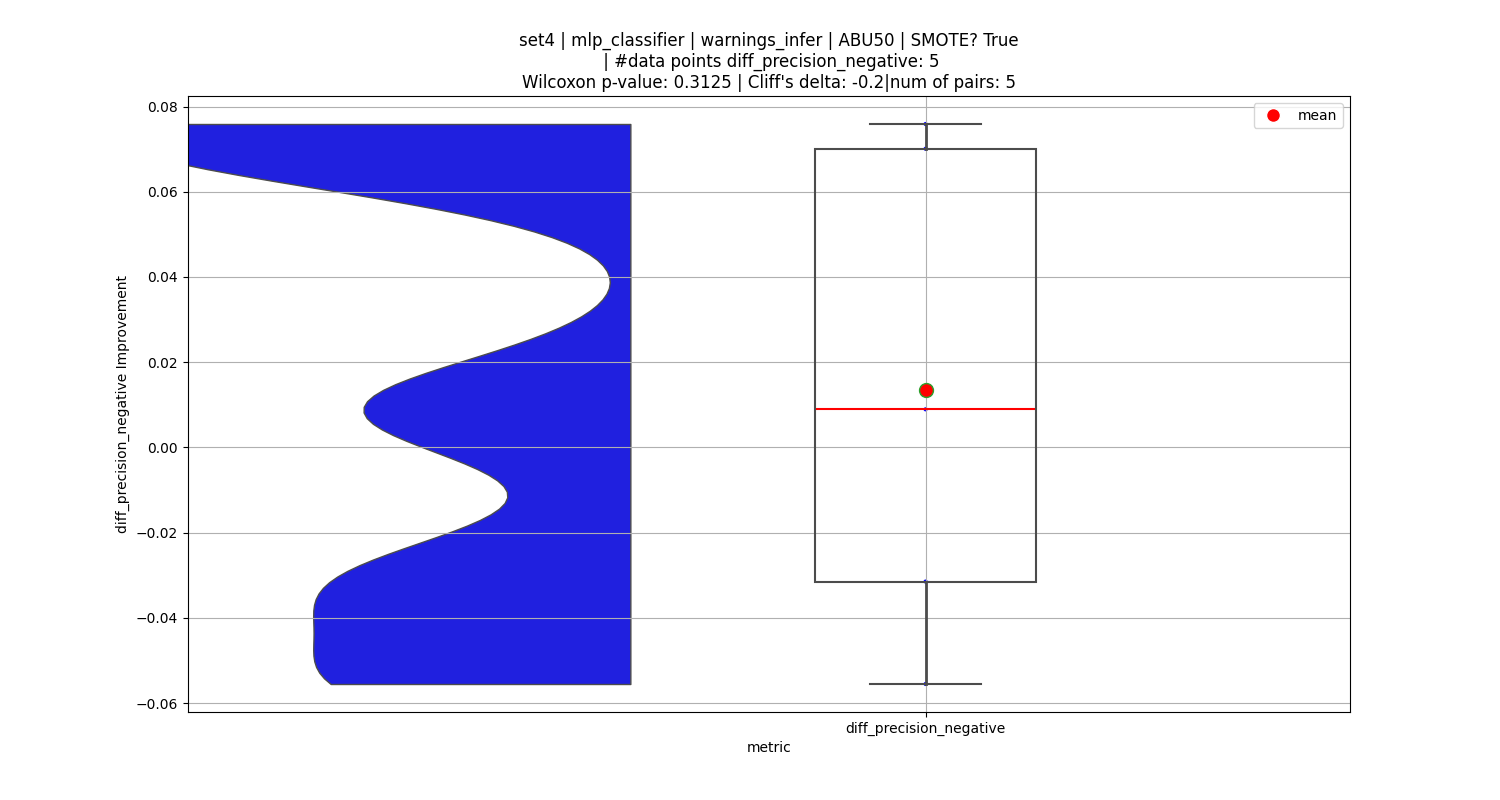 set4 | mlp_classifier | warnings_infer | ABU50 | SMOTE? True
| #data points diff_precision_negative: 5
Wilcoxon p-value: 0.3125 | Cliff's delta: -0.2|num of pairs: 5
mean
0.08
0.06
0.04
0.02
0.00
−0.02
−0.04
−0.06
diff_precision_negative Improvement
diff_precision_negative
metric